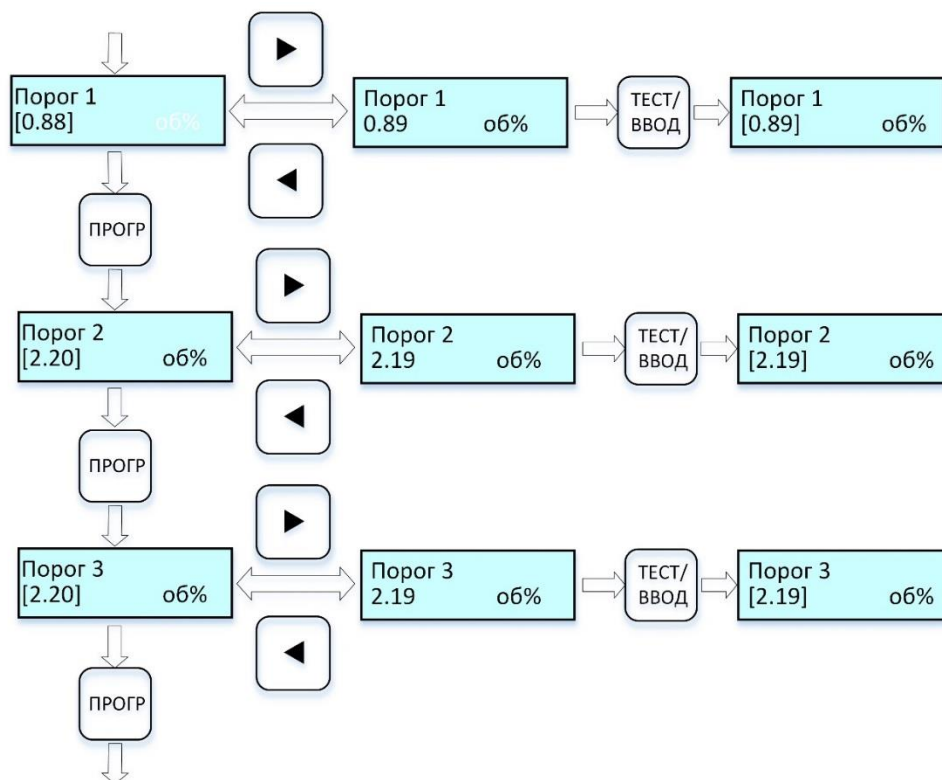 Порог 1
[0.88] об%
Порог 1
0.89 об%
ТЕСТ/
ВВОД
Порог 1
[0.89] об%
ПРОГР
Порог 2
[2.20] об%
Порог 2
2.19 об%
ТЕСТ/
ВВОД
Порог 2
[2.19] об%
ПРОГР
Порог 3
[2.20] об%
Порог 3
2.19 об%
ТЕСТ/
ВВОД
Порог 3
[2.19] об%
ПРОГР